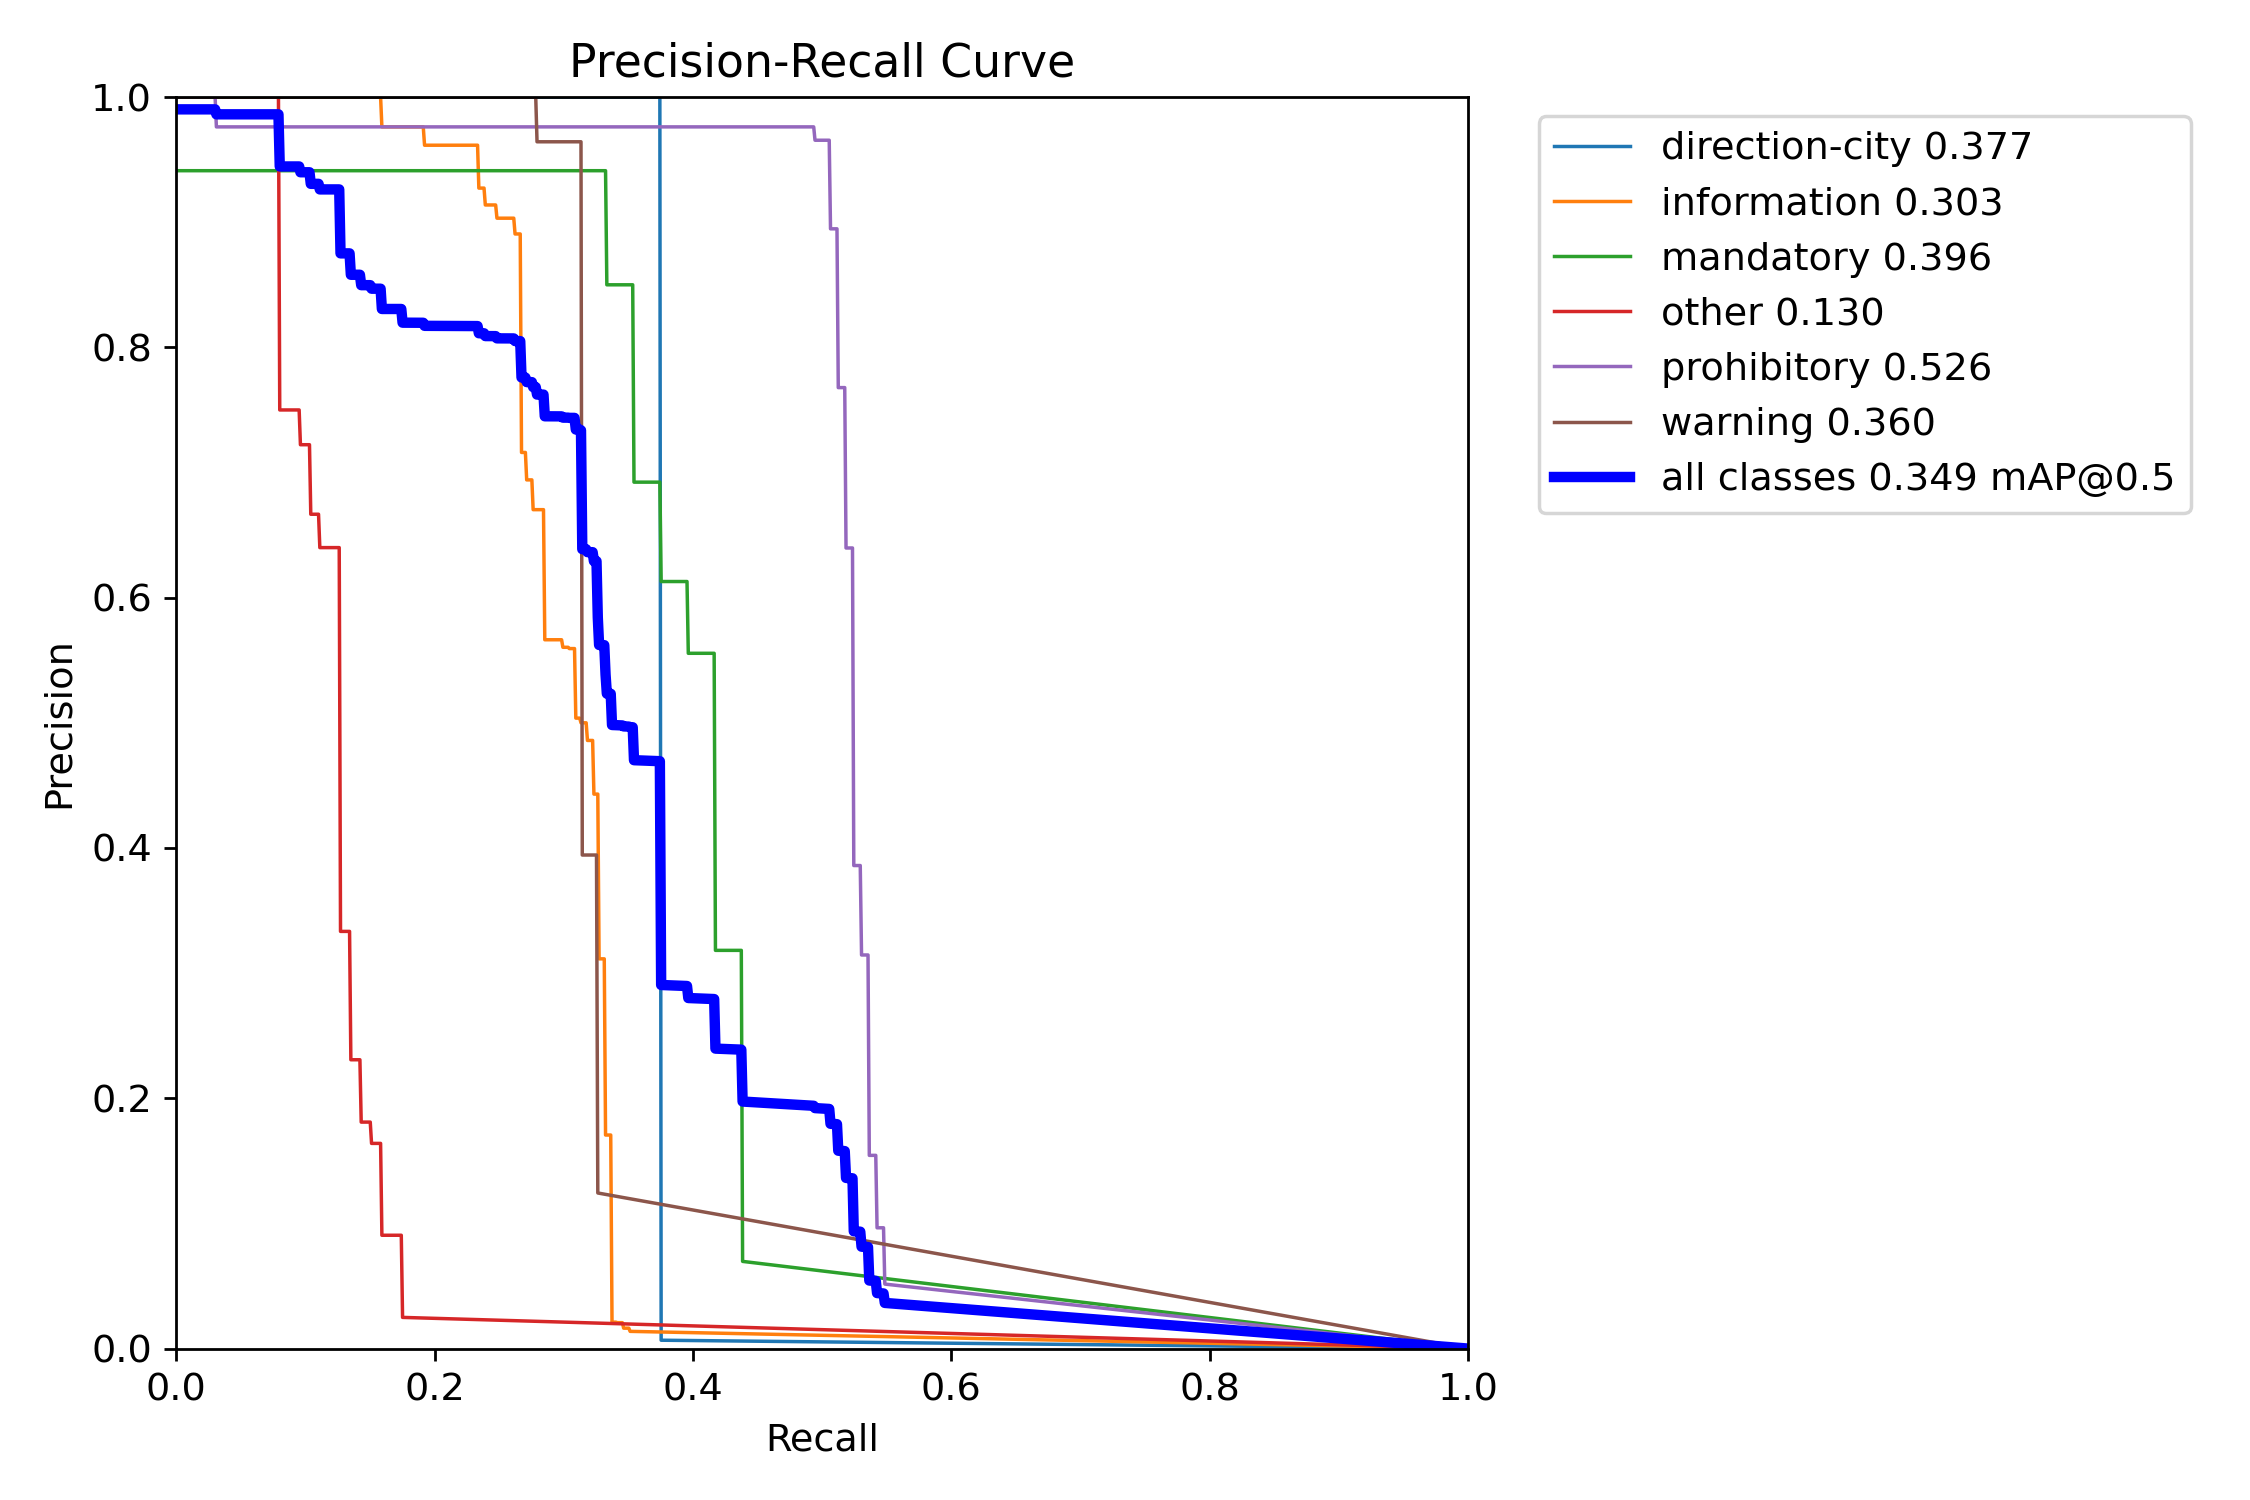 Precision-Recall Curve
1.0
0.8
0.6
0.4
0.2
0.0
Precision
0.0 0.2 0.4 0.6 0.8 1.0
Recall
direction-city 0.377
information 0.303
mandatory 0.396
other 0.130
prohibitory 0.526
warning 0.360
all classes 0.349 mAP@0.5